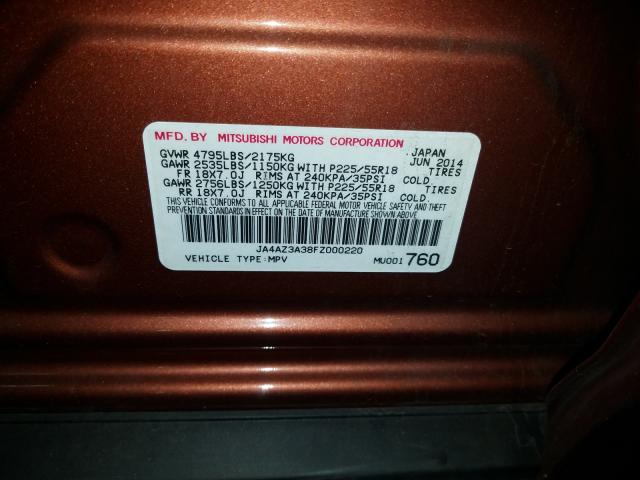 MFD. BY MITSUBISHI MOTORS CORPORATION JAPAN
GVWR 4795LBS/2175KG JUN 2014
GAWR 2535LBS/1150KG WITH P225/55R18 TIRES
FR 18X7.0J RIMS AT 240KPA/35PSI COLD.
GAWR 2756LBS/1250KG WITH P225/55R18 TIRES
RR 18X7.0J RIMS AT 240KPA/35PSI COLD.
THIS VEHICLE CONFORMS TO ALL APPLICABLE FEDERAL MOTOR VEHICLE SAFETY AND THEFT
PREVENTION STANDARDS IN EFFECT ON THE DATE OF MANUFACTURE SHOWN ABOVE.
JA4AZ3A38FZ000220
VEHICLE TYPE:MPV MU001760